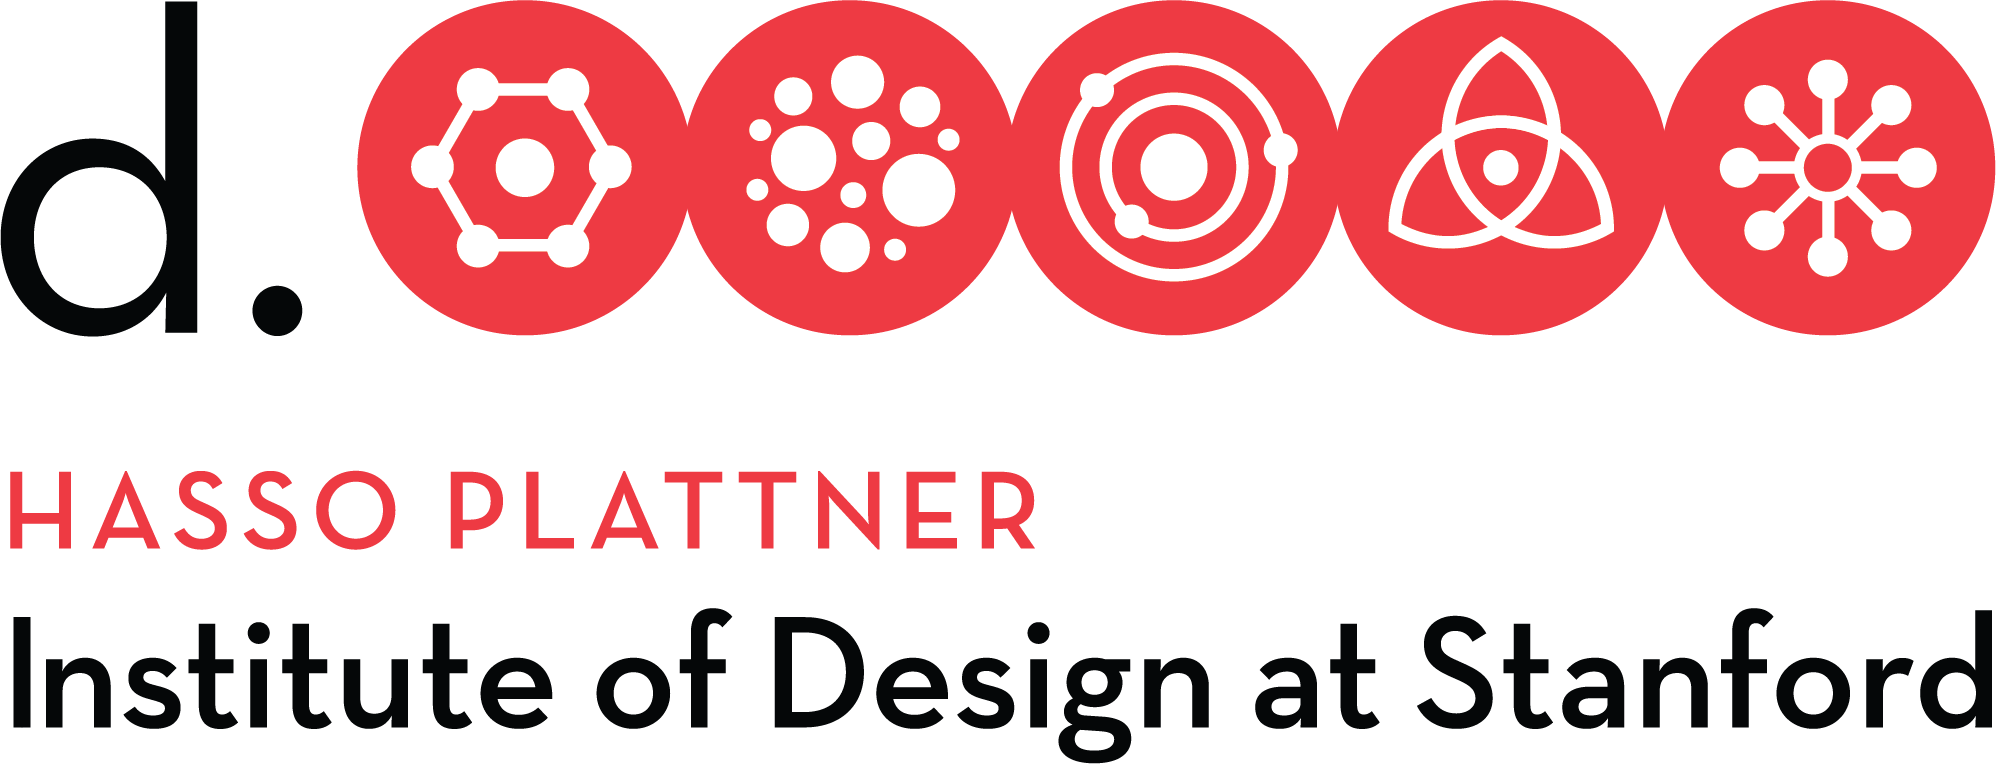 d.
HASSO PLATTNER
Institute of Design at Stanford